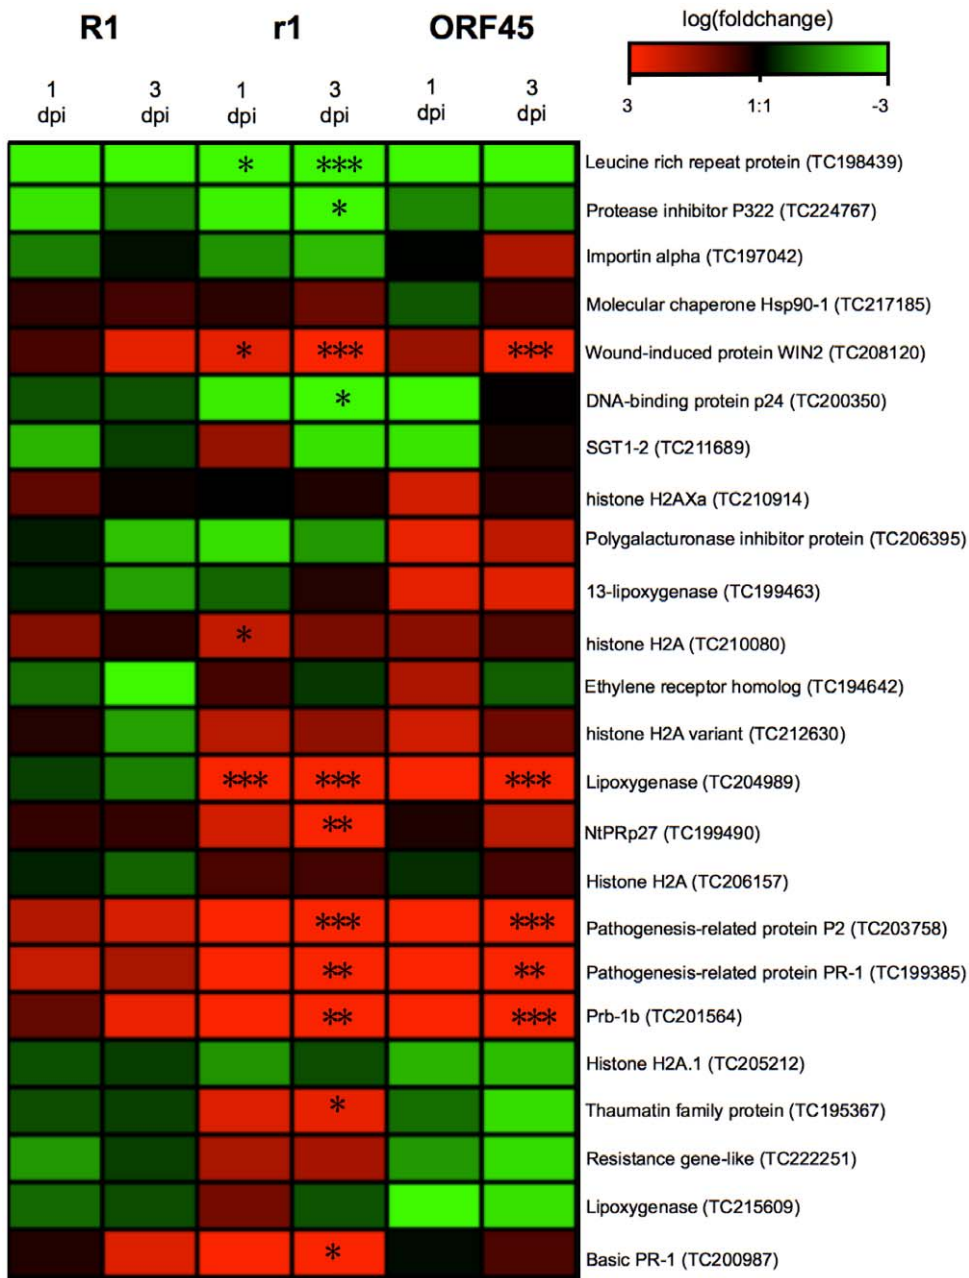 R1 r1 ORF45
log(foldchange)
3 1:1 -3
1 3 1 3 1 3
dpi dpi dpi dpi dpi dpi
* *** Leucine rich repeat protein (TC198439)
* Protease inhibitor P322 (TC224767)
Importin alpha (TC197042)
Molecular chaperone Hsp90-1 (TC217185)
* *** *** Wound-induced protein WIN2 (TC208120)
* DNA-binding protein p24 (TC200350)
SGT1-2 (TC211689)
histone H2AXa (TC210914)
Polygalacturonase inhibitor protein (TC206395)
13-lipoxygenase (TC199463)
* histone H2A (TC210080)
Ethylene receptor homolog (TC194642)
histone H2A variant (TC212630)
*** *** *** Lipoxygenase (TC204989)
** NtPRp27 (TC199490)
Histone H2A (TC206157)
*** *** Pathogenesis-related protein P2 (TC203758)
** ** Pathogenesis-related protein PR-1 (TC199385)
** *** Prb-1b (TC201564)
Histone H2A.1 (TC205212)
* Thaumatin family protein (TC195367)
Resistance gene-like (TC222251)
Lipoxygenase (TC215609)
* Basic PR-1 (TC200987)